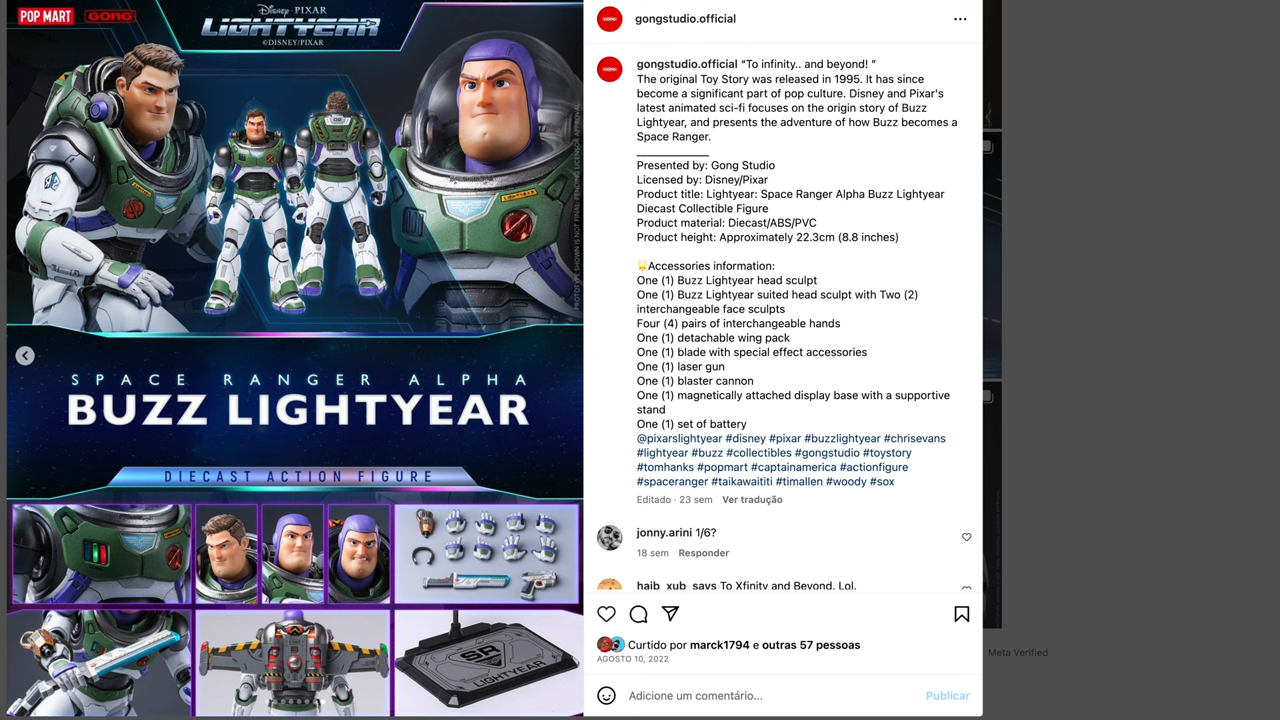 POP MART
GONG
Disney · PIXAR
LIGHTYEAR
©DISNEY/PIXAR
SPACE RANGER ALPHA
BUZZ LIGHTYEAR
DIECAST ACTION FIGURE
SR
LIGHTYEAR
gongstudio.official
gongstudio.official “To infinity.. and beyond! ”
The original Toy Story was released in 1995. It has since
become a significant part of pop culture. Disney and Pixar's
latest animated sci-fi focuses on the origin story of Buzz
Lightyear, and presents the adventure of how Buzz becomes a
Space Ranger.
Presented by: Gong Studio
Licensed by: Disney/Pixar
Product title: Lightyear: Space Ranger Alpha Buzz Lightyear
Diecast Collectible Figure
Product material: Diecast/ABS/PVC
Product height: Approximately 22.3cm (8.8 inches)
Accessories information:
One (1) Buzz Lightyear head sculpt
One (1) Buzz Lightyear suited head sculpt with Two (2)
interchangeable face sculpts
Four (4) pairs of interchangeable hands
One (1) detachable wing pack
One (1) blade with special effect accessories
One (1) laser gun
One (1) blaster cannon
One (1) magnetically attached display base with a supportive
stand
One (1) set of battery
@pixarslightyear #disney #pixar #buzzlightyear #chrisevans
#lightyear #buzz #collectibles #gongstudio #toystory
#tomhanks #popmart #captainamerica #actionfigure
#spaceranger #taikawaititi #timallen #woody #sox
Editado · 23 sem Ver tradução
jonny.arini 1/6?
18 sem Responder
haib_xub_says To Xfinity and Beyond. Lol.
Curtido por marck1794 e outras 57 pessoas
AGOSTO 10, 2022
Adicione um comentário...
Publicar
Meta Verified